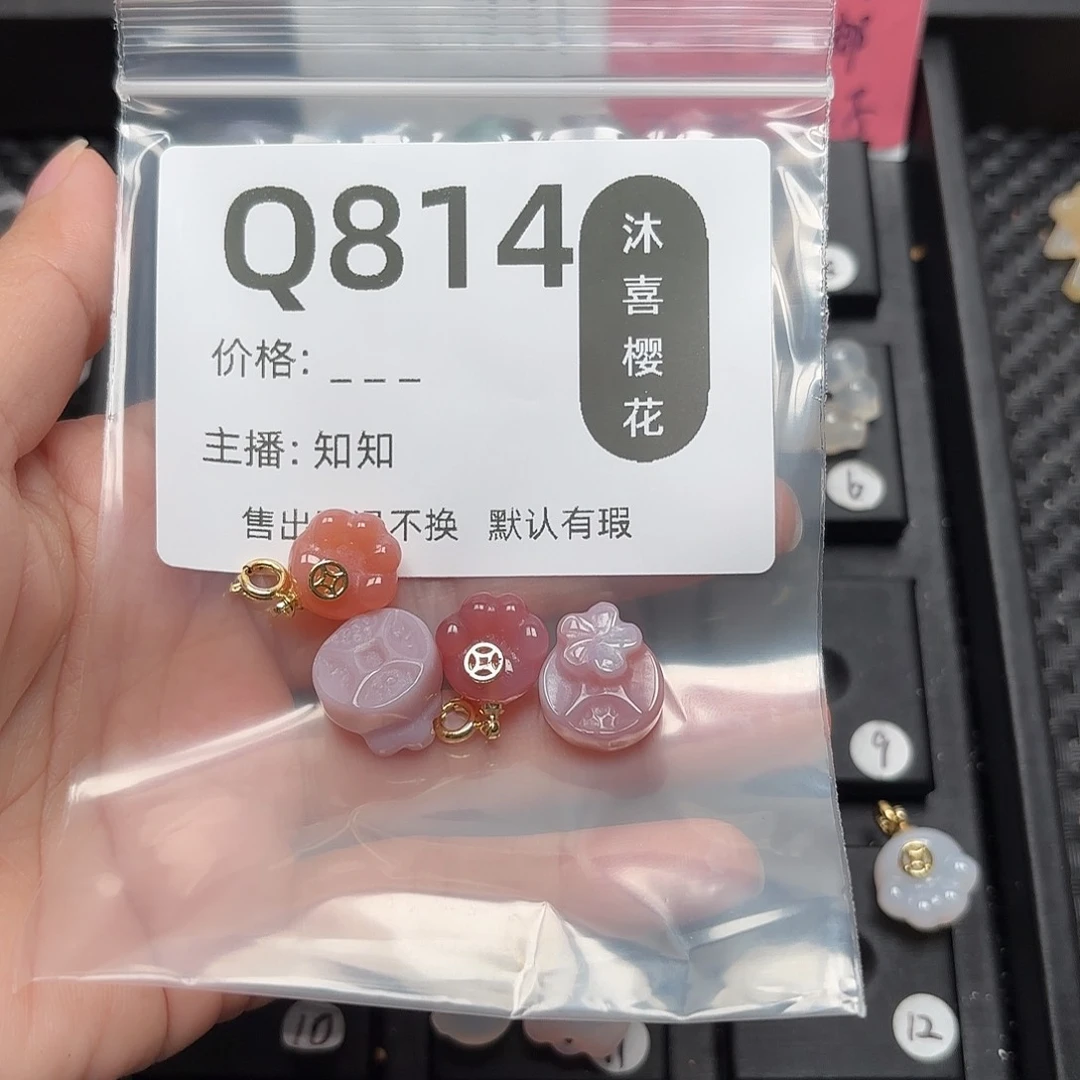 Q814
沐喜樱花
价格: _ _ _
主播: 知知
售出 不换 默认有瑕
6
9
12
10